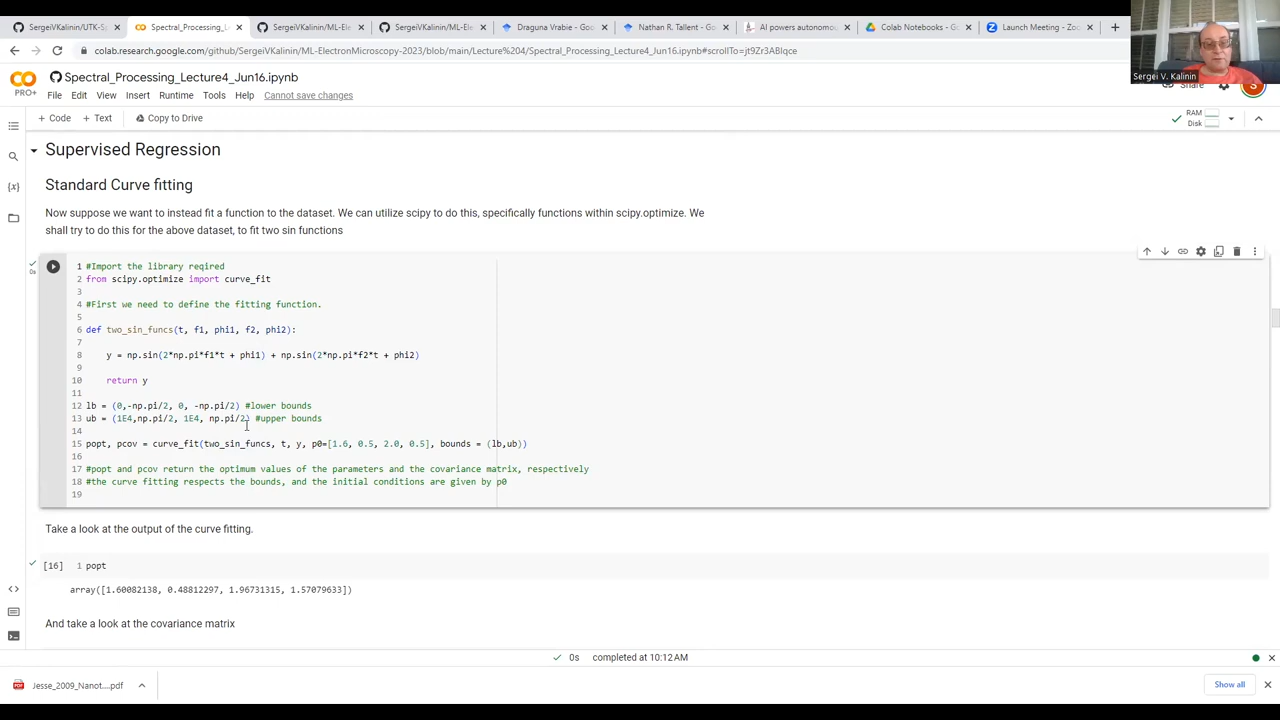 SergeiVKalinin/UTK-S
Spectral_Processing_Lecture4_Jun
SergeiVKalinin/ML-Ele
SergeiVKalinin/ML-Ele
Draguna Vrabie - Goo
Nathan R. Tallent - Goo
AI powers autonomo
Colab Notebooks - Go
Launch Meeting - Zoo
colab.research.google.com/github/SergeiVKalinin/ML-ElectronMicroscopy-2023/blob/main/Lecture%204/Spectral_Processing_Lecture4_Jun16.ipynb#scrollTo=jt9Zr3ABIqce
Sergei V. Kalinin
CO
PRO+
Spectral_Processing_Lecture4_Jun16.ipynb
Share
S
File Edit View Insert Runtime Tools Help Cannot save changes
+ Code + Text Copy to Drive
RAM
Disk
Supervised Regression
Standard Curve fitting
Now suppose we want to instead fit a function to the dataset. We can utilize scipy to do this, specifically functions within scipy.optimize. We
shall try to do this for the above dataset, to fit two sin functions
0s
1 #Import the library reqired
2 from scipy.optimize import curve_fit
3
4 #First we need to define the fitting function.
5
6 def two_sin_funcs(t, f1, phi1, f2, phi2):
7
8 y = np.sin(2*np.pi*f1*t + phi1) + np.sin(2*np.pi*f2*t + phi2)
9
10 return y
11
12 lb = (0,-np.pi/2, 0, -np.pi/2) #lower bounds
13 ub = (1E4,np.pi/2, 1E4, np.pi/2) #upper bounds
14
15 popt, pcov = curve_fit(two_sin_funcs, t, y, p0=[1.6, 0.5, 2.0, 0.5], bounds = (lb,ub))
16
17 #popt and pcov return the optimum values of the parameters and the covariance matrix, respectively
18 #the curve fitting respects the bounds, and the initial conditions are given by p0
19
Take a look at the output of the curve fitting.
[16] 1 popt
array([1.60082138, 0.48812297, 1.96731315, 1.57079633])
And take a look at the covariance matrix
0s completed at 10:12 AM
Jesse_2009_Nanot....pdf
Show all